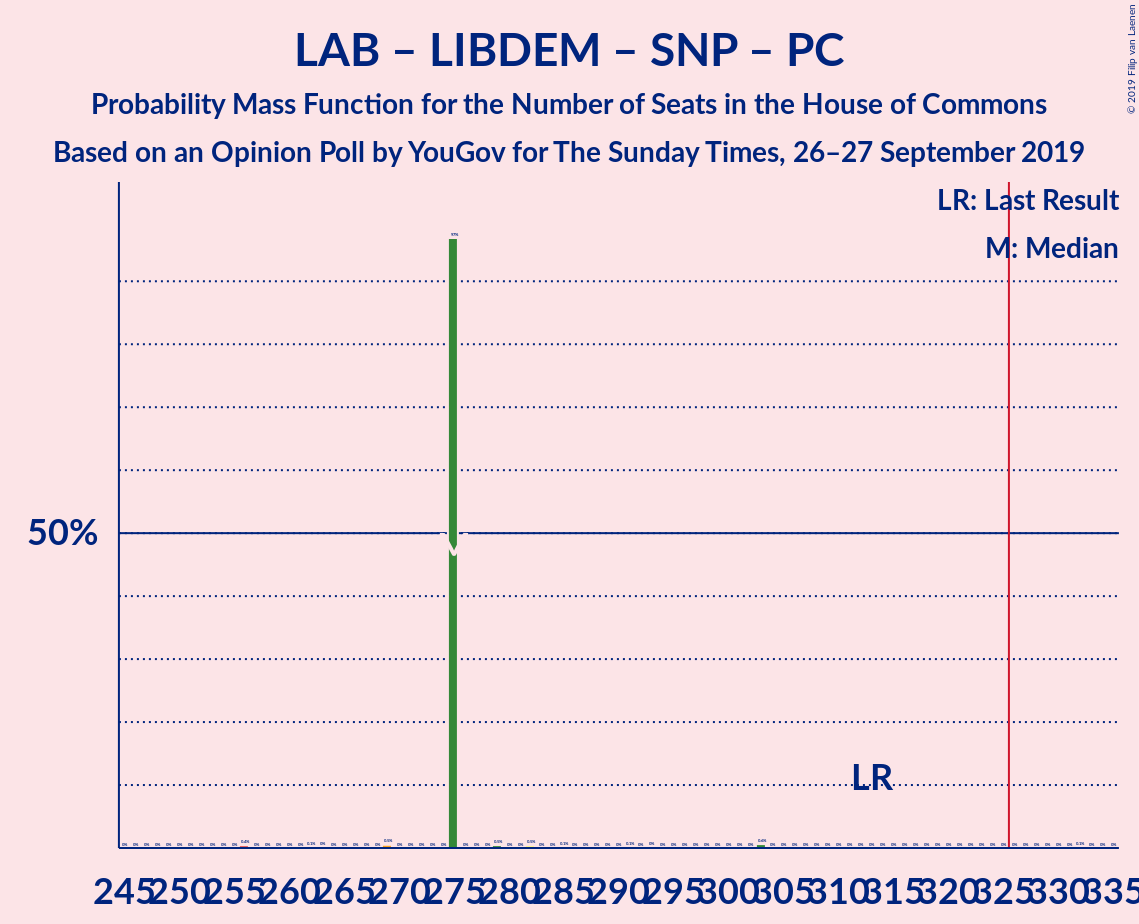 © 2019 Filip van Laenen
LAB – LIBDEM – SNP – PC
Probability Mass Function for the Number of Seats in the House of Commons
Based on an Opinion Poll by YouGov for The Sunday Times, 26–27 September 2019
LR: Last Result
M: Median
97%
50%
M
LR
245 250 255 260 265 270 275 280 285 290 295 300 305 310 315 320 325 330 335